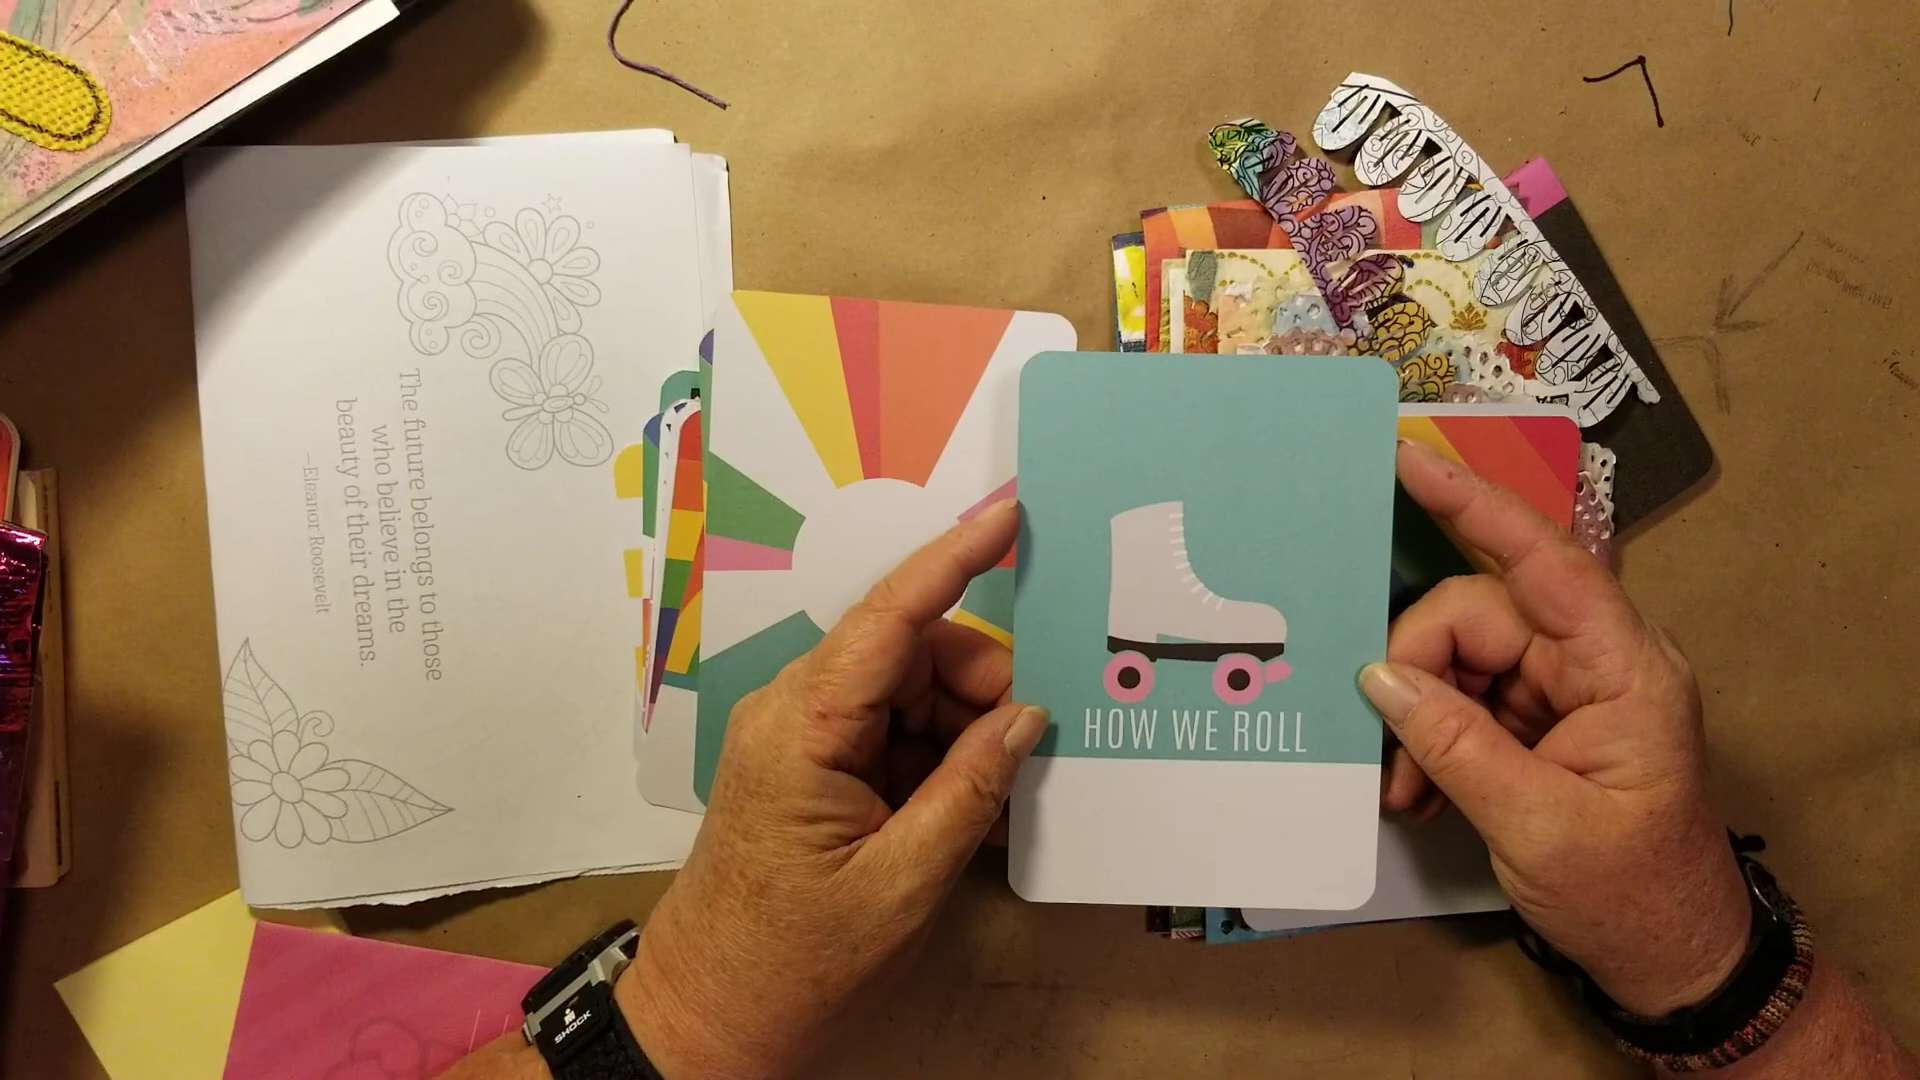 The future belongs to those
who believe in the
beauty of their dreams.
—Eleanor Roosevelt
HOW WE ROLL
SHOCK